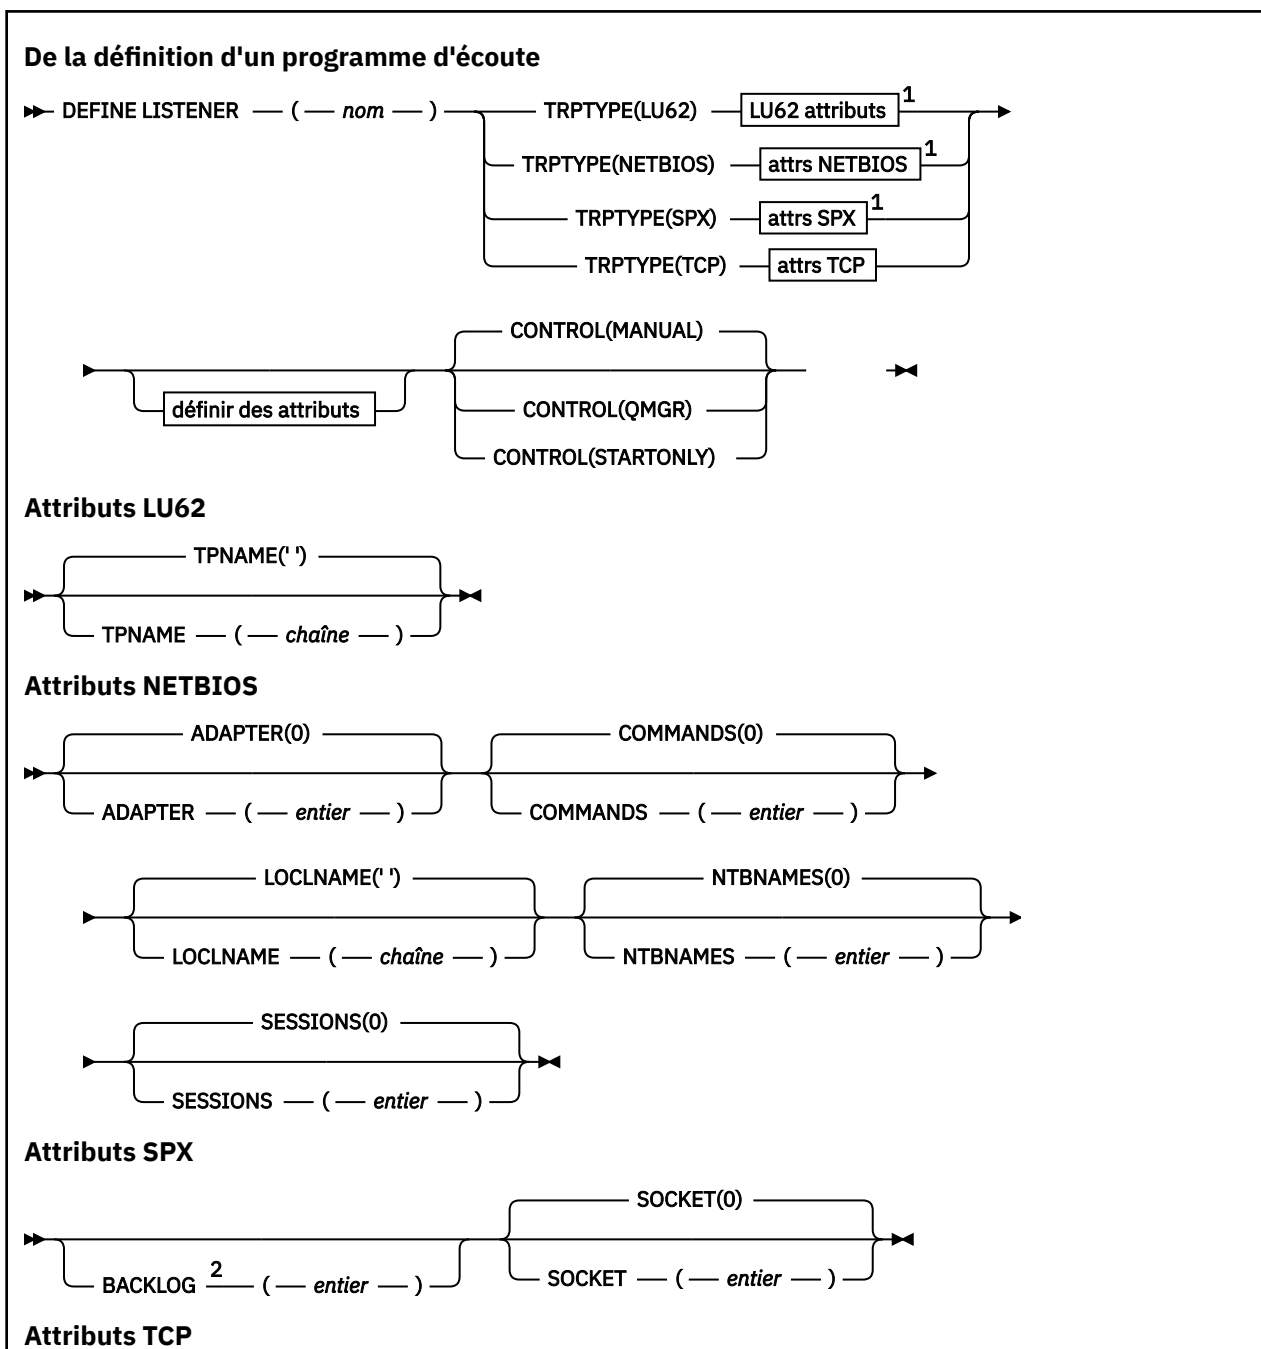 De la définition d'un programme d'écoute
DEFINE LISTENER ( nom ) TRPTYPE(LU62) LU62 attributs 1
TRPTYPE(NETBIOS) attrs NETBIOS 1
TRPTYPE(SPX) attrs SPX 1
TRPTYPE(TCP) attrs TCP
CONTROL(MANUAL)
définir des attributs CONTROL(QMGR)
CONTROL(STARTONLY)
Attributs LU62
TPNAME(' ')
TPNAME ( chaîne )
Attributs NETBIOS
ADAPTER(0) COMMANDS(0)
ADAPTER ( entier ) COMMANDS ( entier )
LOCLNAME(' ') NTBNAMES(0)
LOCLNAME ( chaîne ) NTBNAMES ( entier )
SESSIONS(0)
SESSIONS ( entier )
Attributs SPX
SOCKET(0)
BACKLOG 2 ( entier ) SOCKET ( entier )
Attributs TCP